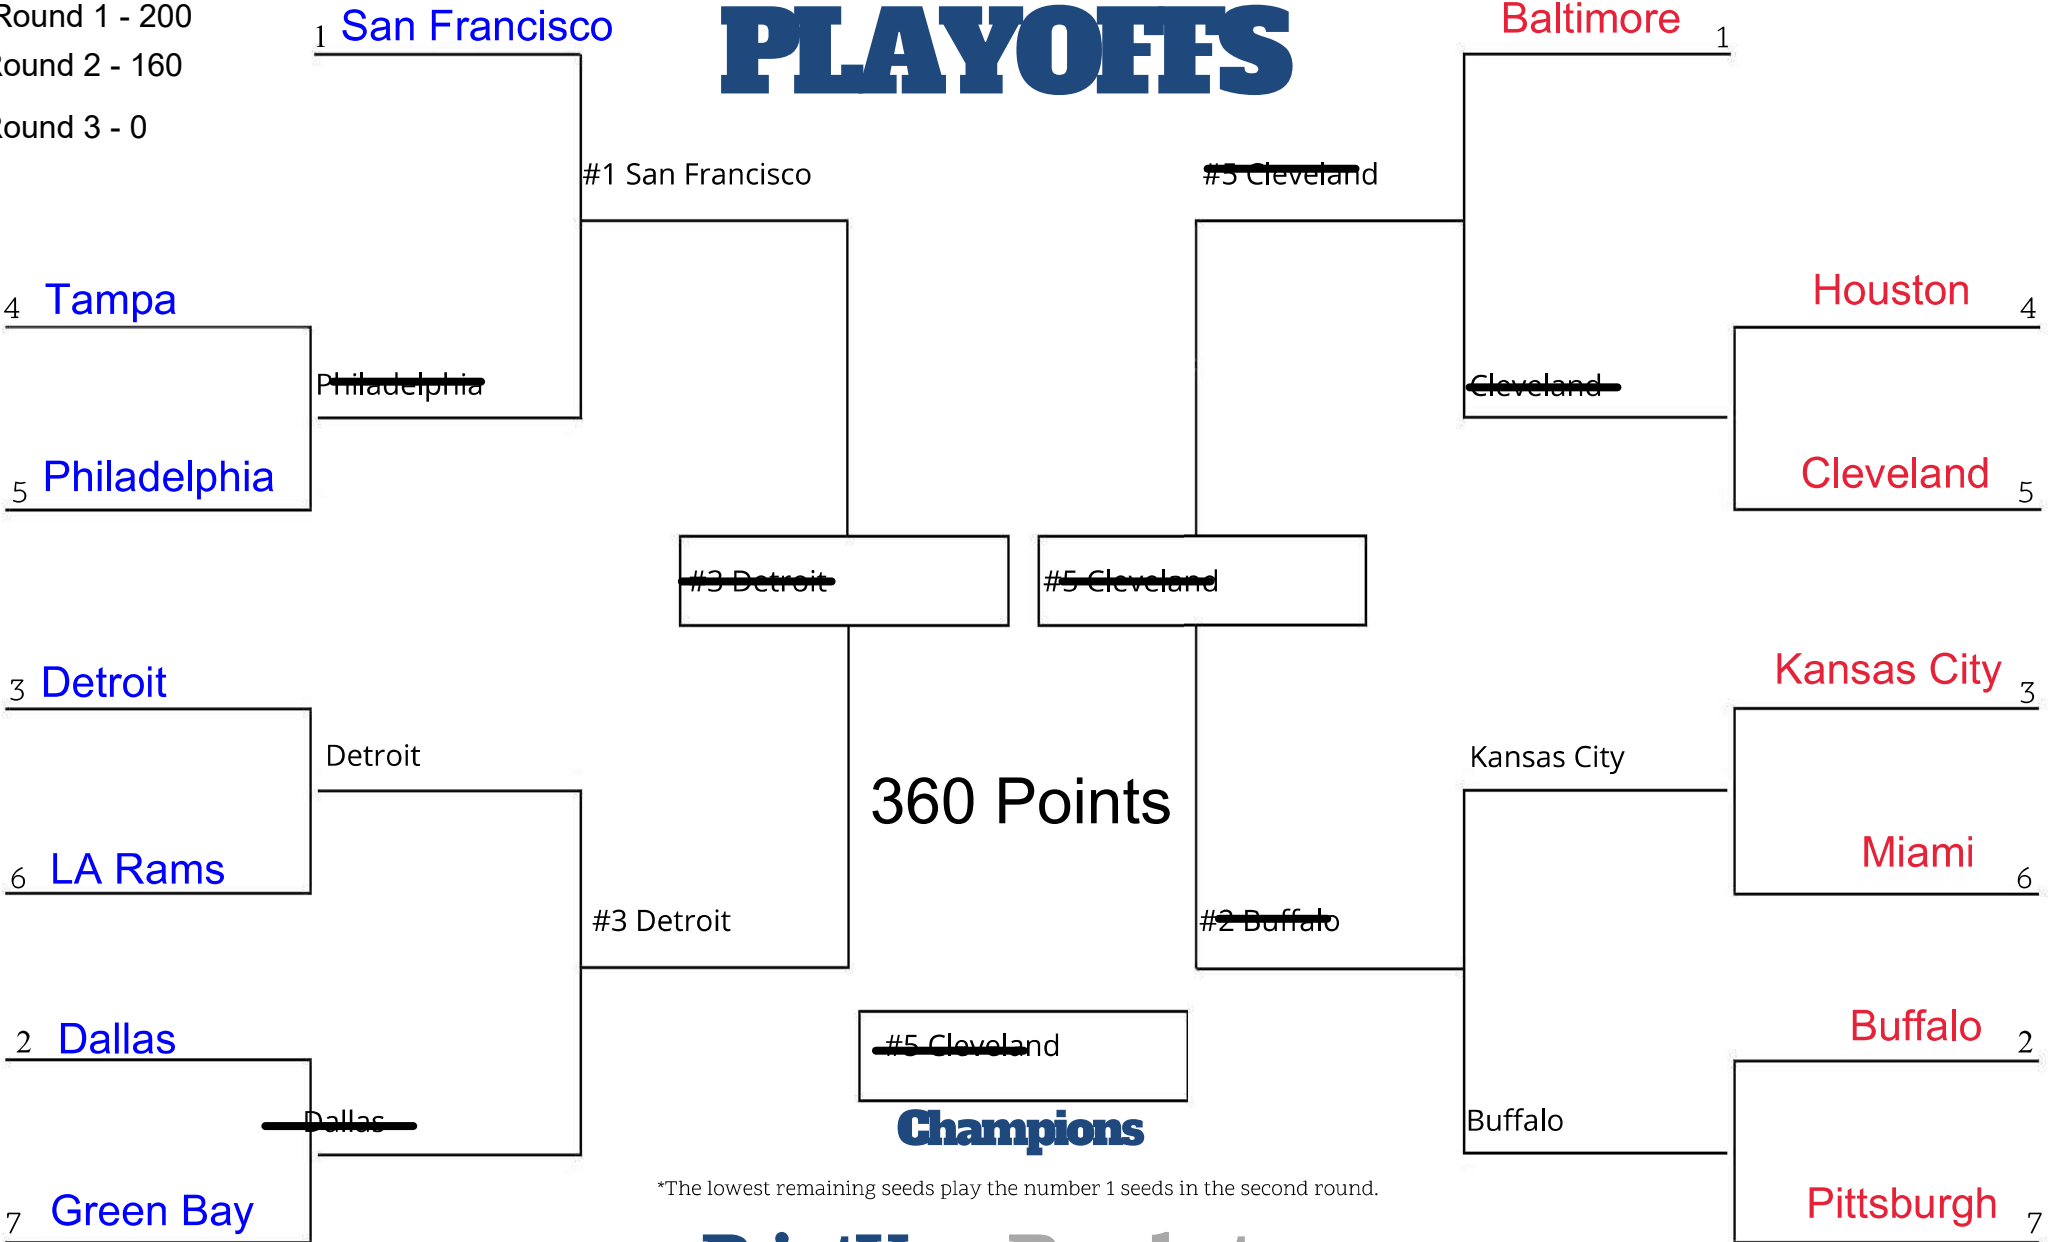 Round 1 - 200
Round 2 - 160
Round 3 - 0
PLAYOFFS
1 San Francisco
Baltimore 1
#1 San Francisco
#5 Cleveland
4 Tampa
Houston 4
Philadelphia
Cleveland
5 Philadelphia
Cleveland 5
#3 Detroit
#5 Cleveland
3 Detroit
Kansas City 3
Detroit
Kansas City
360 Points
6 LA Rams
Miami 6
#3 Detroit
#2 Buffalo
2 Dallas
#5 Cleveland
Buffalo 2
Dallas
Champions
Buffalo
*The lowest remaining seeds play the number 1 seeds in the second round.
7 Green Bay
Pittsburgh 7